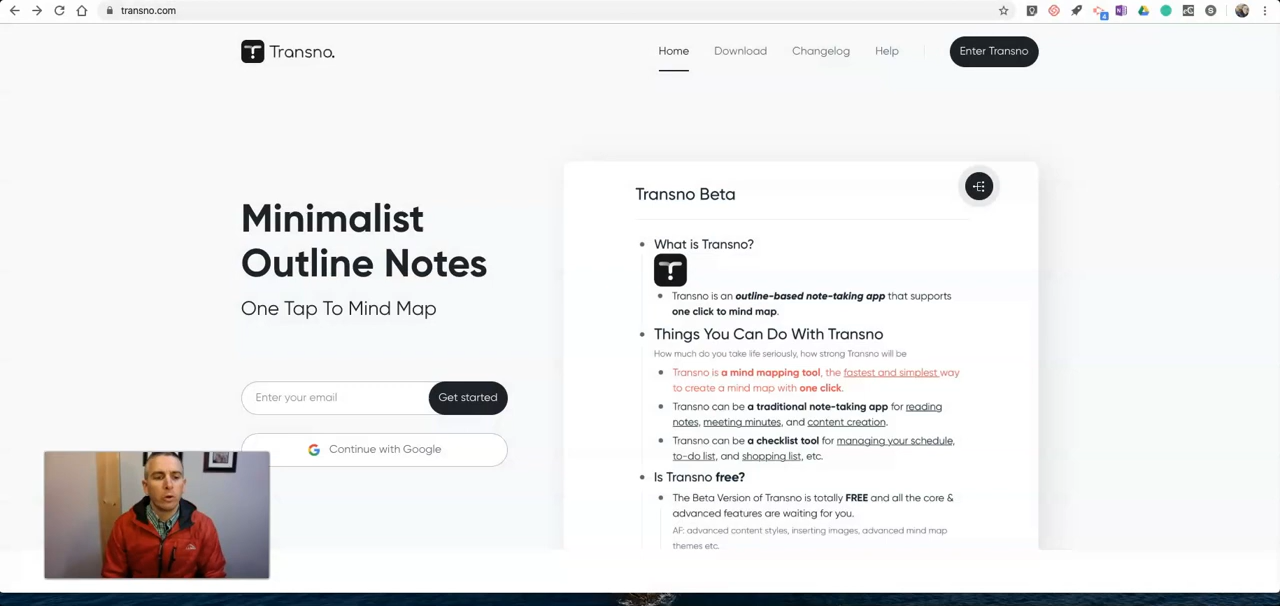 transno.com
4
Transno.
Home
Download
Changelog
Help
Enter Transno
Minimalist
Outline Notes
One Tap To Mind Map
Enter your email
Get started
Continue with Google
Transno Beta
What is Transno?
Transno is an outline-based note-taking app that supports
one click to mind map.
Things You Can Do With Transno
How much do you take life seriously, how strong Transno will be
Transno is a mind mapping tool, the fastest and simplest way
to create a mind map with one click.
Transno can be a traditional note-taking app for reading
notes, meeting minutes, and content creation.
Transno can be a checklist tool for managing your schedule,
to-do list, and shopping list, etc.
Is Transno free?
The Beta Version of Transno is totally FREE and all the core &
advanced features are waiting for you.
AF: advanced content styles, inserting images, advanced mind map
themes etc.